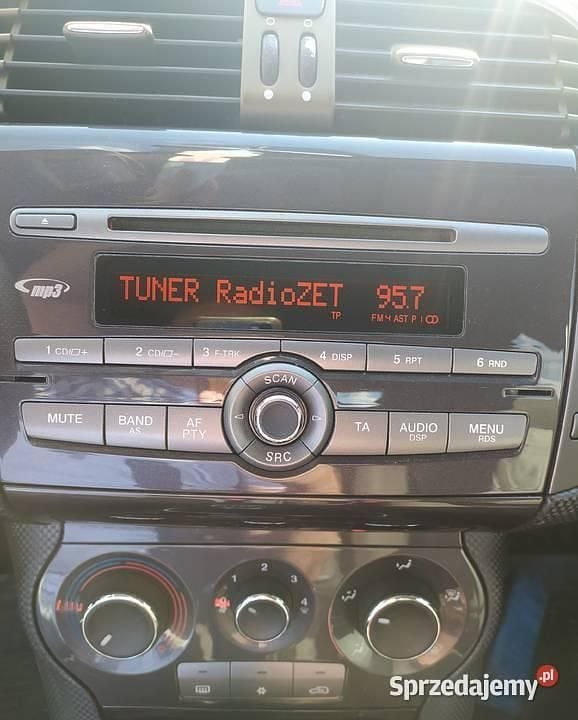 mp3
TUNER RadioZET 95.7
TP FM4 AST P1
1 CD+ 2 CD- 3 F-TRK 4 DISP 5 RPT 6 RND
SCAN
MUTE BAND AS AF PTY TA AUDIO DSP MENU RDS
SRC
1 2 3 4
Sprzedajemy.pl